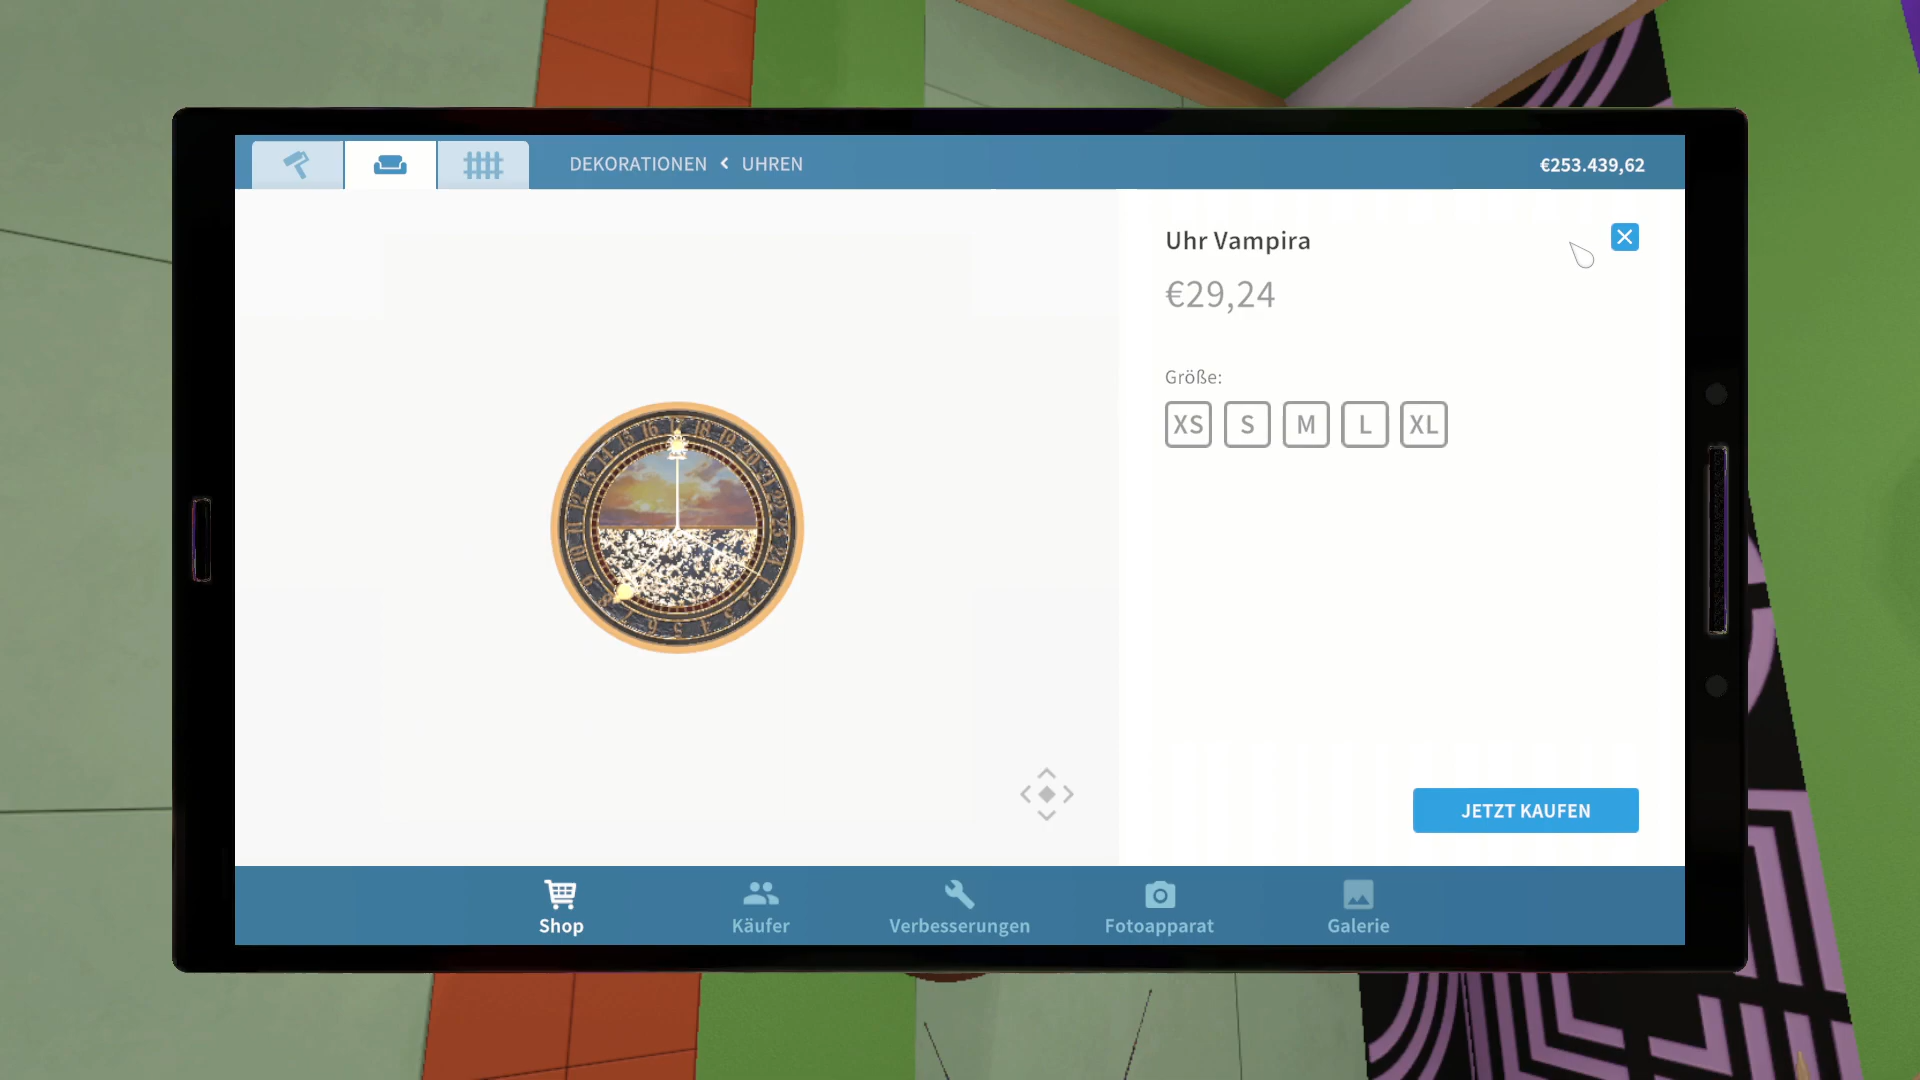 DEKORATIONEN < UHREN
€253.439,62
Uhr Vampira
€29,24
Größe:
XS S M L XL
JETZT KAUFEN
Shop
Käufer
Verbesserungen
Fotoapparat
Galerie